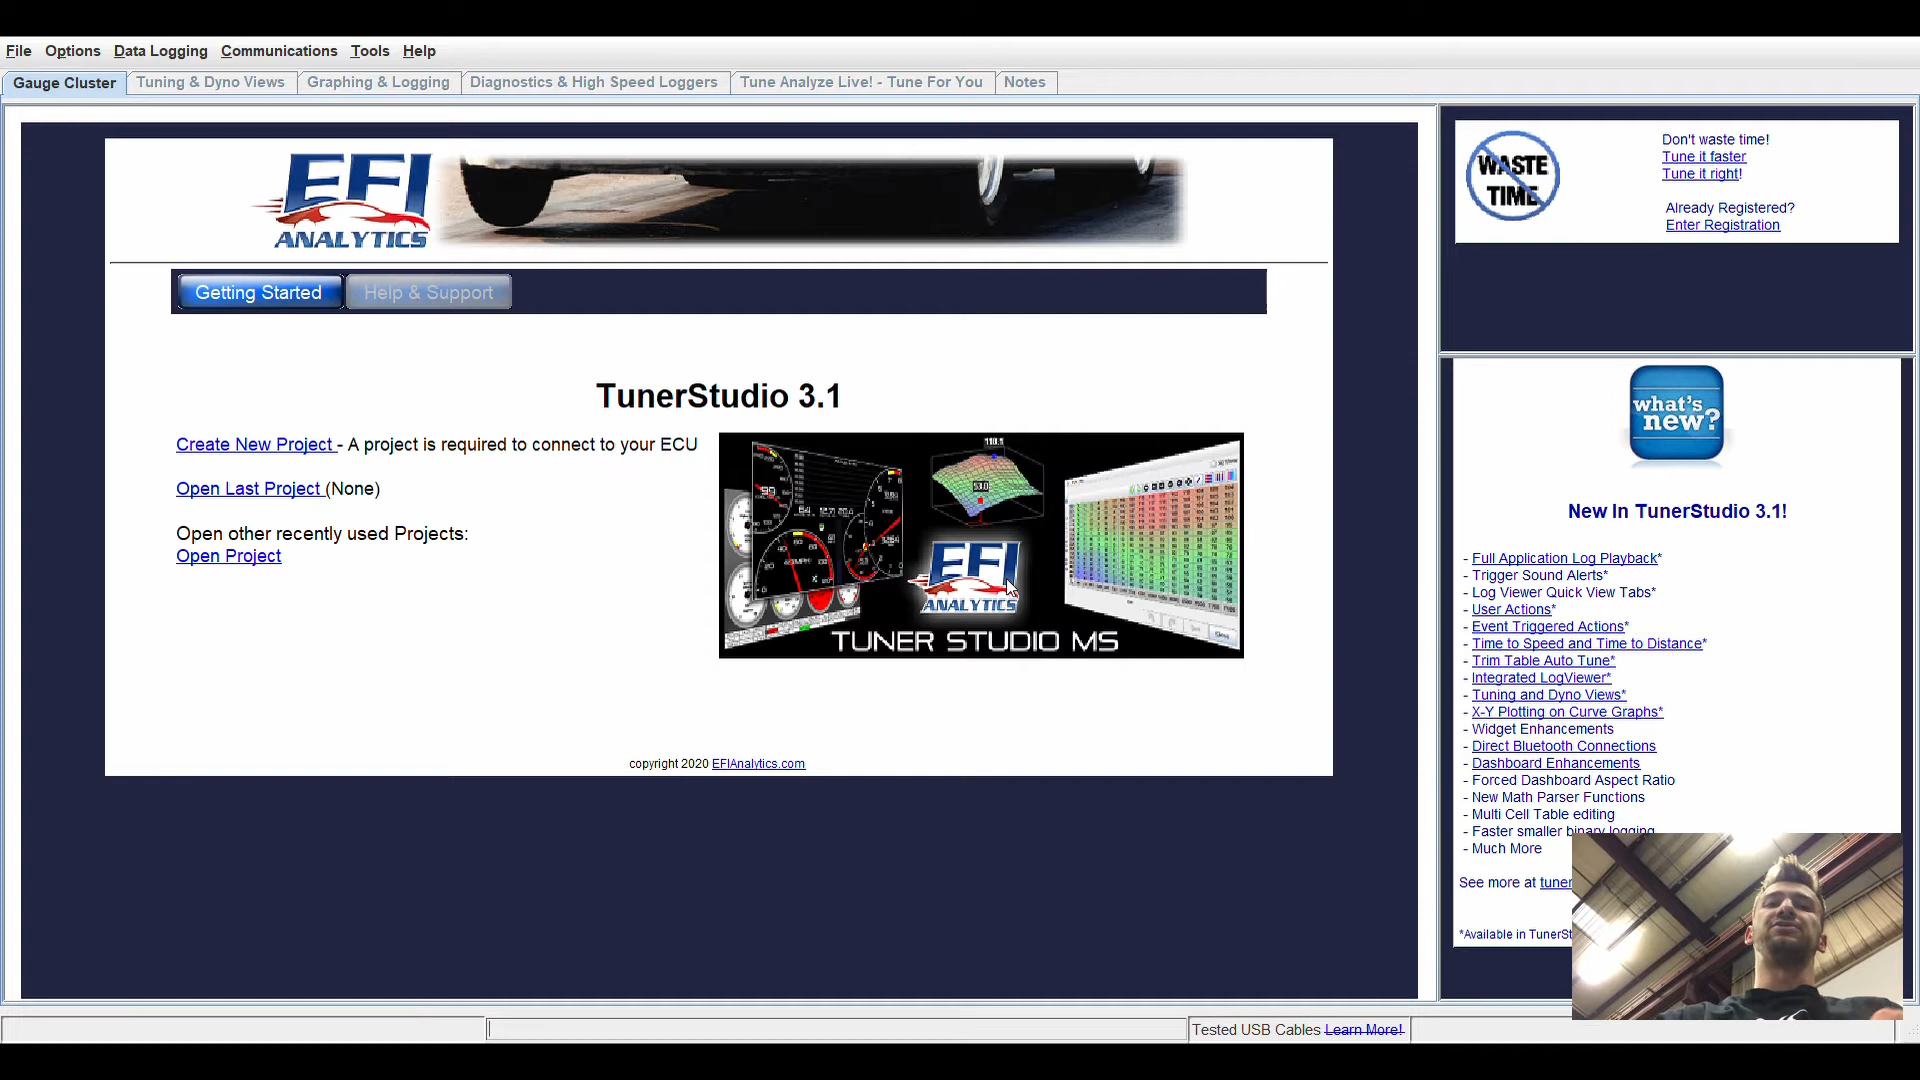 File Options Data Logging Communications Tools Help
Gauge Cluster Tuning & Dyno Views Graphing & Logging Diagnostics & High Speed Loggers Tune Analyze Live! - Tune For You Notes
EFI
ANALYTICS
Getting Started Help & Support
TunerStudio 3.1
Create New Project - A project is required to connect to your ECU
Open Last Project (None)
Open other recently used Projects:
Open Project
110.1
53.0
EFI
ANALYTICS
TUNER STUDIO MS
copyright 2020 EFIAnalytics.com
WASTE
TIME
Don't waste time!
Tune it faster
Tune it right!
Already Registered?
Enter Registration
what's
new?
New In TunerStudio 3.1!
- Full Application Log Playback*
- Trigger Sound Alerts*
- Log Viewer Quick View Tabs*
- User Actions*
- Event Triggered Actions*
- Time to Speed and Time to Distance*
- Trim Table Auto Tune*
- Integrated LogViewer*
- Tuning and Dyno Views*
- X-Y Plotting on Curve Graphs*
- Widget Enhancements
- Direct Bluetooth Connections
- Dashboard Enhancements
- Forced Dashboard Aspect Ratio
- New Math Parser Functions
- Multi Cell Table editing
- Faster smaller binary logging
- Much More
See more at tuner
*Available in TunerSt
Tested USB Cables Learn More!